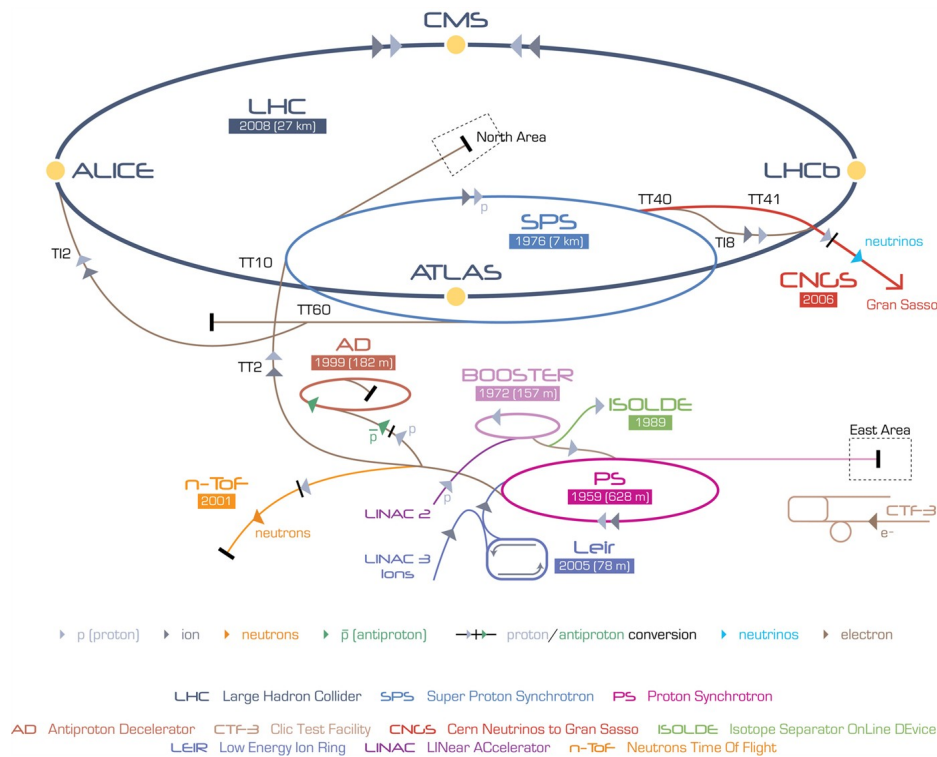 CMS
LHC
2008 (27 km)
North Area
ALICE
LHCb
TT40
TT41
p
SPS
1976 (7 km)
TI8
neutrinos
TI2
TT10
ATLAS
CNGS
2006
Gran Sasso
TT60
AD
1999 (182 m)
TT2
BOOSTER
1972 (157 m)
ISOLDE
1989
p
p̄
East Area
n-ToF
2001
PS
1959 (628 m)
LINAC 2
p
neutrons
CTF-3
e-
LINAC 3
Ions
Leir
2005 (78 m)
p (proton) ion neutrons p̄ (antiproton) proton/antiproton conversion neutrinos electron
LHC Large Hadron Collider SPS Super Proton Synchrotron PS Proton Synchrotron
AD Antiproton Decelerator CTF-3 Clic Test Facility CNGS Cern Neutrinos to Gran Sasso ISOLDE Isotope Separator OnLine DEvice
LEIR Low Energy Ion Ring LINAC LINear ACcelerator n-ToF Neutrons Time Of Flight